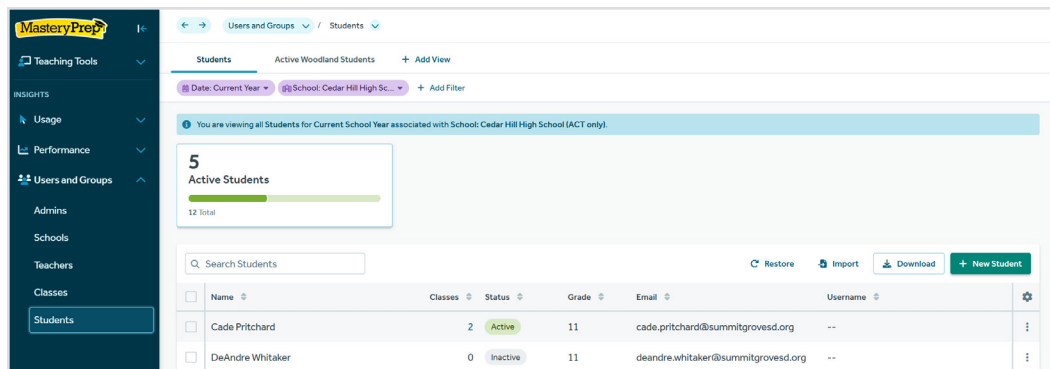 MasteryPrep
Users and Groups / Students
Teaching Tools
Students Active Woodland Students + Add View
INSIGHTS
Date: Current Year School: Cedar Hill High Sc... + Add Filter
Usage
You are viewing all Students for Current School Year associated with School: Cedar Hill High School (ACT only).
Performance
5
Users and Groups
Active Students
Admins
12 Total
Schools
Teachers
Search Students Restore Import Download + New Student
Classes
Name Classes Status Grade Email Username
Students
Cade Pritchard 2 Active 11 cade.pritchard@summitgrovesd.org --
DeAndre Whitaker 0 Inactive 11 deandre.whitaker@summitgrovesd.org --